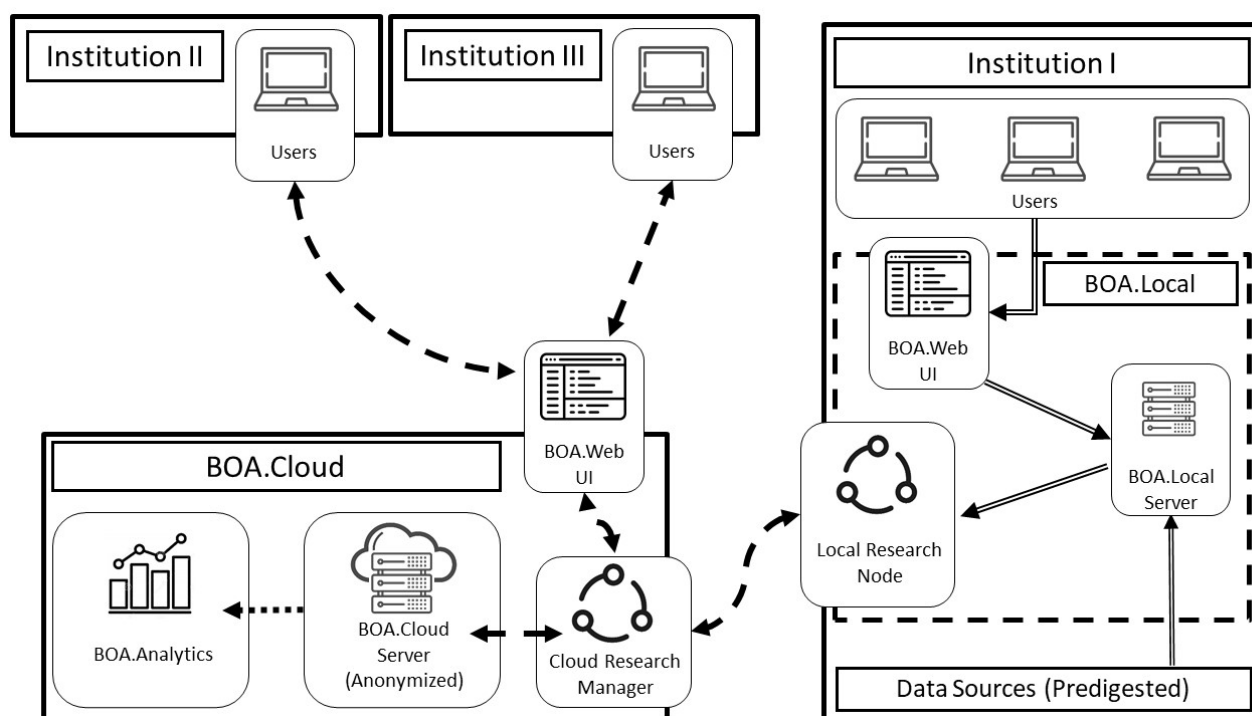 Institution II
Users
Institution III
Users
Institution I
Users
BOA.Local
BOA.Web
UI
BOA.Local
Server
Local Research
Node
Data Sources (Predigested)
BOA.Web
UI
BOA.Cloud
BOA.Analytics
BOA.Cloud
Server
(Anonymized)
Cloud Research
Manager